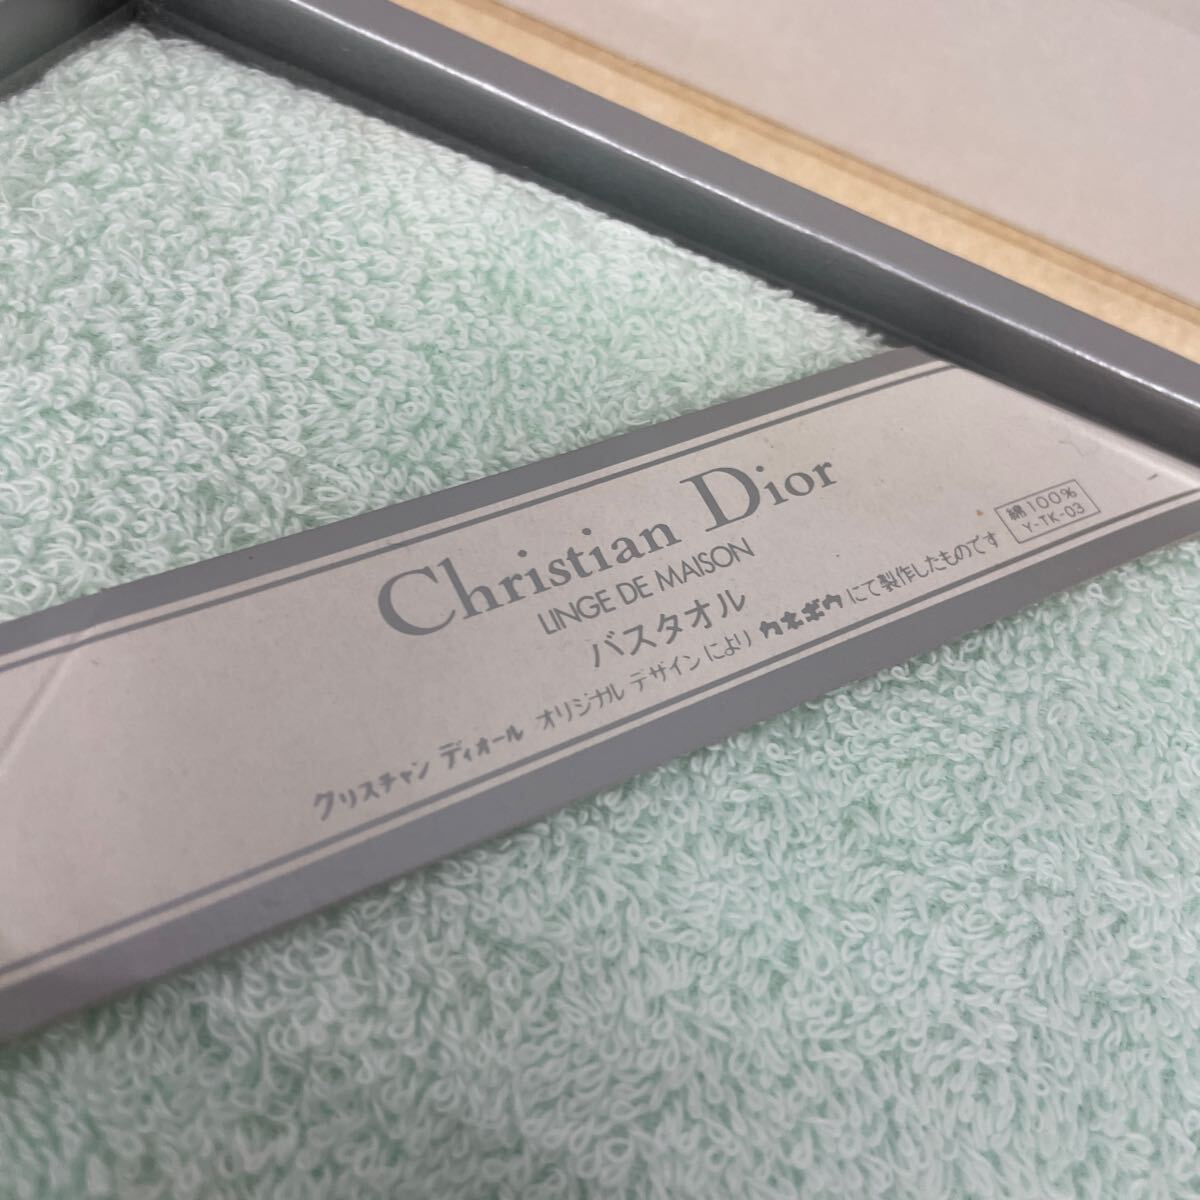 Christian Dior
LINGE DE MAISON
バスタオル
クリスチャン ディオール オリジナル デザインにより カネボウ にて製作したものです
綿100%
Y-TK-03